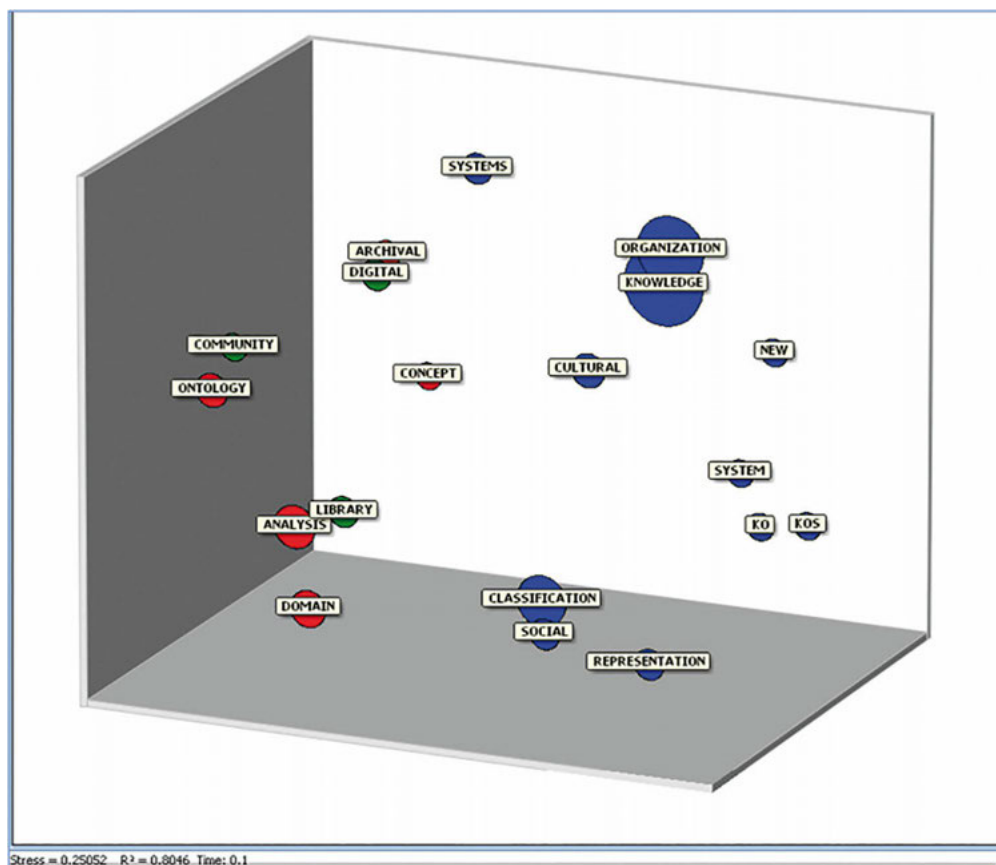 SYSTEMS
ORGANIZATION
ARCHIVAL
DIGITAL
KNOWLEDGE
COMMUNITY
NEW
CULTURAL
CONCEPT
ONTOLOGY
SYSTEM
LIBRARY
ANALYSIS
KO
KOS
CLASSIFICATION
DOMAIN
SOCIAL
REPRESENTATION
Stress = 0.25052 R² = 0.8046 Time: 0.1